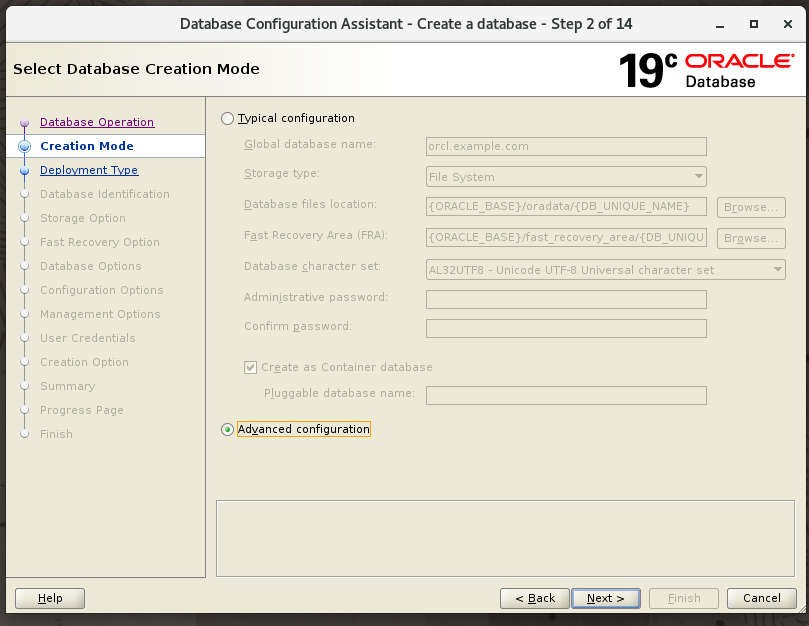 Database Configuration Assistant - Create a database - Step 2 of 14
Select Database Creation Mode
19c ORACLE
Database
Database Operation
Creation Mode
Deployment Type
Database Identification
Storage Option
Fast Recovery Option
Database Options
Configuration Options
Management Options
User Credentials
Creation Option
Summary
Progress Page
Finish
Typical configuration
Global database name: orcl.example.com
Storage type: File System
Database files location: {ORACLE_BASE}/oradata/{DB_UNIQUE_NAME} Browse...
Fast Recovery Area (FRA): {ORACLE_BASE}/fast_recovery_area/{DB_UNIQU Browse...
Database character set: AL32UTF8 - Unicode UTF-8 Universal character set
Administrative password:
Confirm password:
Create as Container database
Pluggable database name:
Advanced configuration
Help < Back Next > Finish Cancel